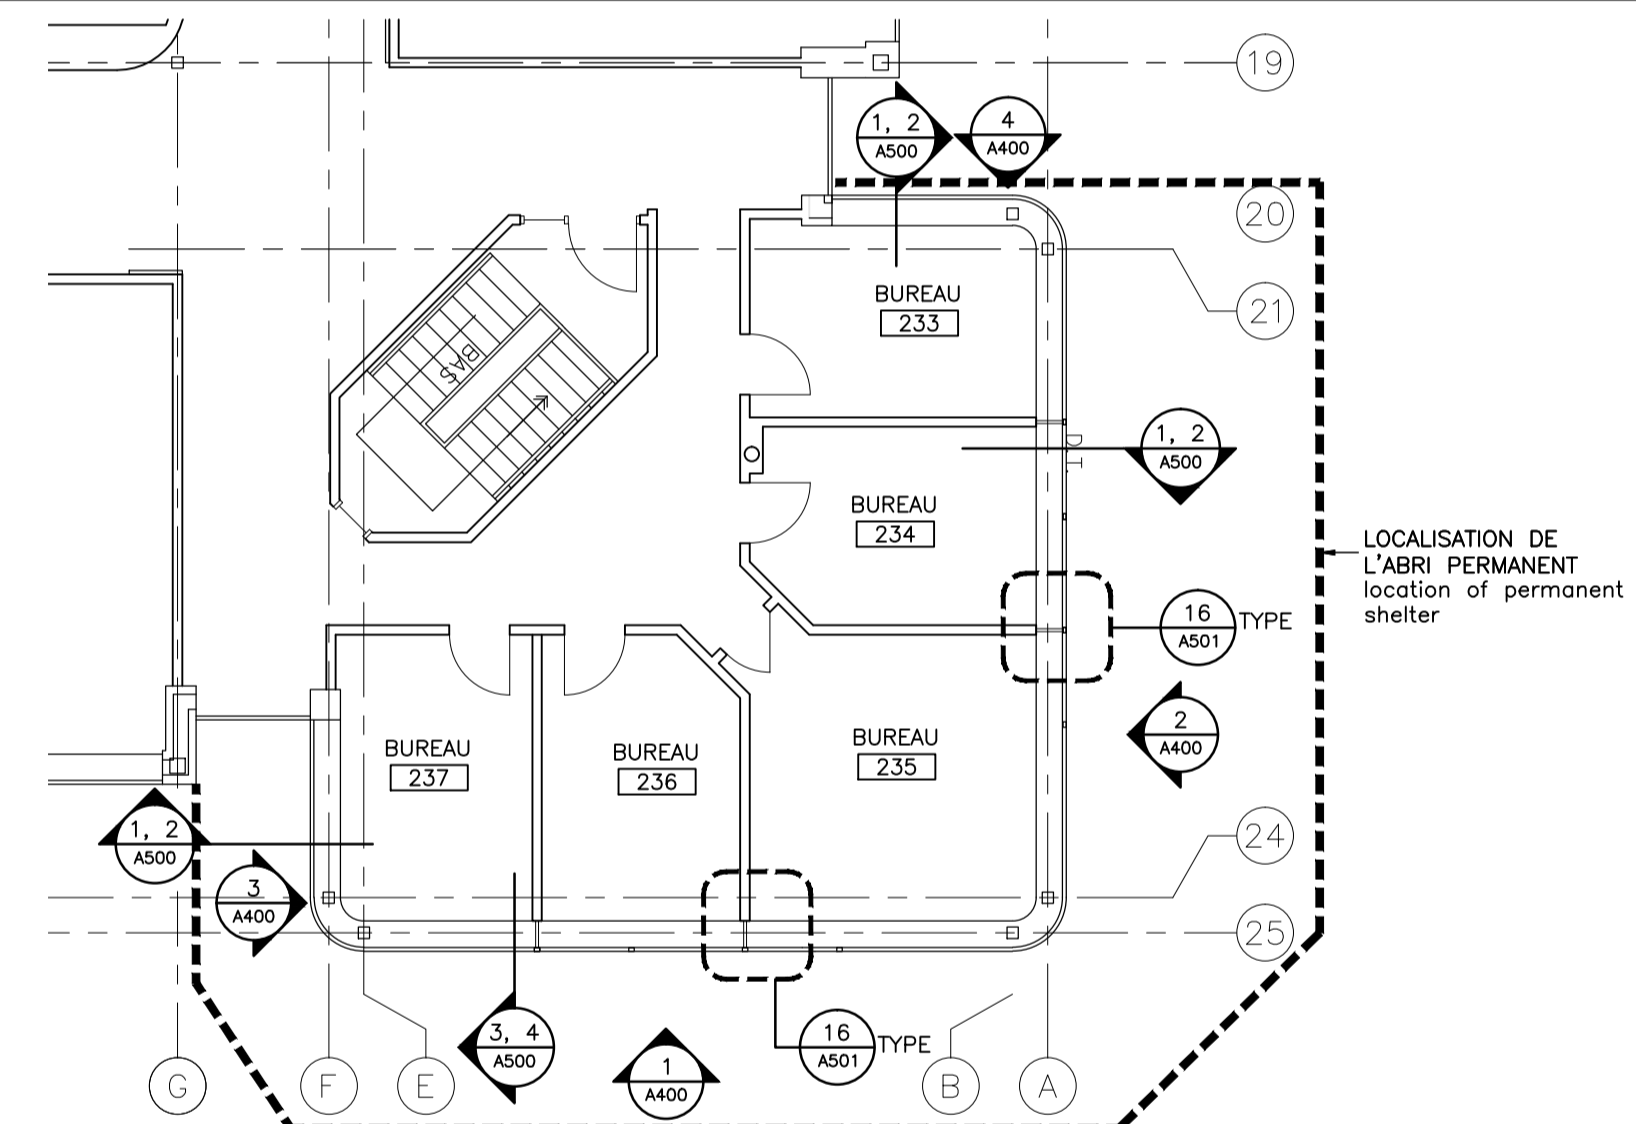 19
1, 2
A500
4
A400
20
21
BUREAU
233
BAS
1, 2
A500
BUREAU
234
LOCALISATION DE
L'ABRI PERMANENT
location of permanent
shelter
16
A501
TYPE
2
A400
BUREAU
237
BUREAU
236
BUREAU
235
1, 2
A500
3
A400
24
25
3, 4
A500
1
A400
16
A501
TYPE
G
F
E
B
A